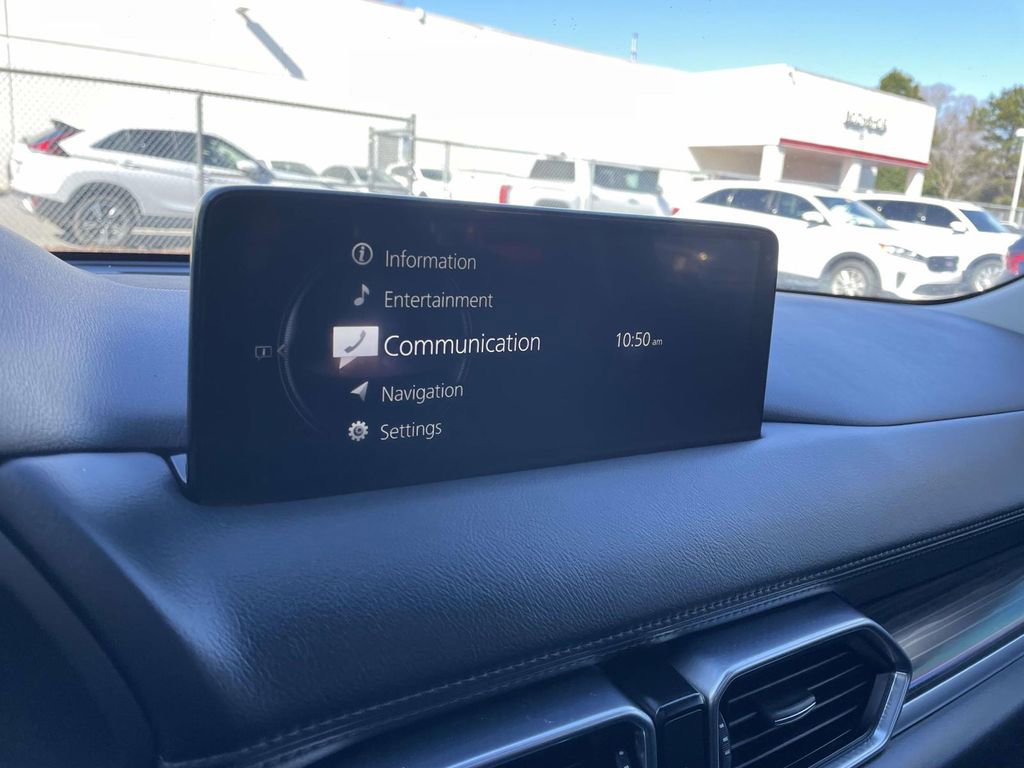 Information
Entertainment
Communication
10:50 am
Navigation
Settings